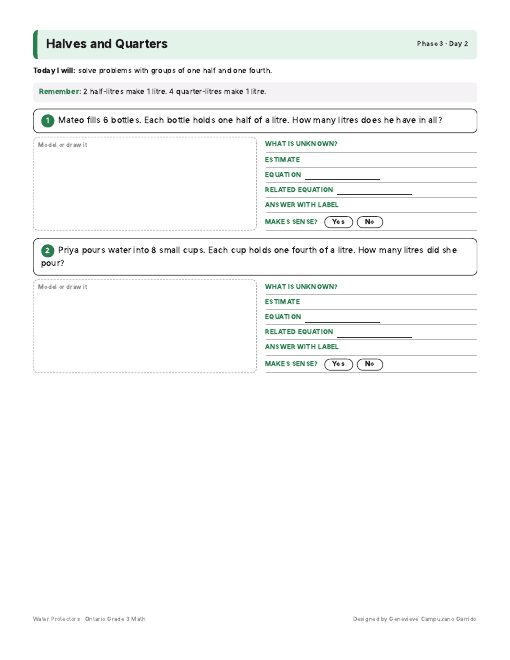 Halves and Quarters
Phase 3 · Day 2
Today I will: solve problems with groups of one half and one fourth.
Remember: 2 half-litres make 1 litre. 4 quarter-litres make 1 litre.
1 Mateo fills 6 bottles. Each bottle holds one half of a litre. How many litres does he have in all?
Model or draw it
WHAT IS UNKNOWN?
ESTIMATE
EQUATION
RELATED EQUATION
ANSWER WITH LABEL
MAKES SENSE? Yes No
2 Priya pours water into 8 small cups. Each cup holds one fourth of a litre. How many litres did she
pour?
Model or draw it
WHAT IS UNKNOWN?
ESTIMATE
EQUATION
RELATED EQUATION
ANSWER WITH LABEL
MAKES SENSE? Yes No
Water Protectors · Ontario Grade 3 Math
Designed by Genevieve Campuzano Garrido